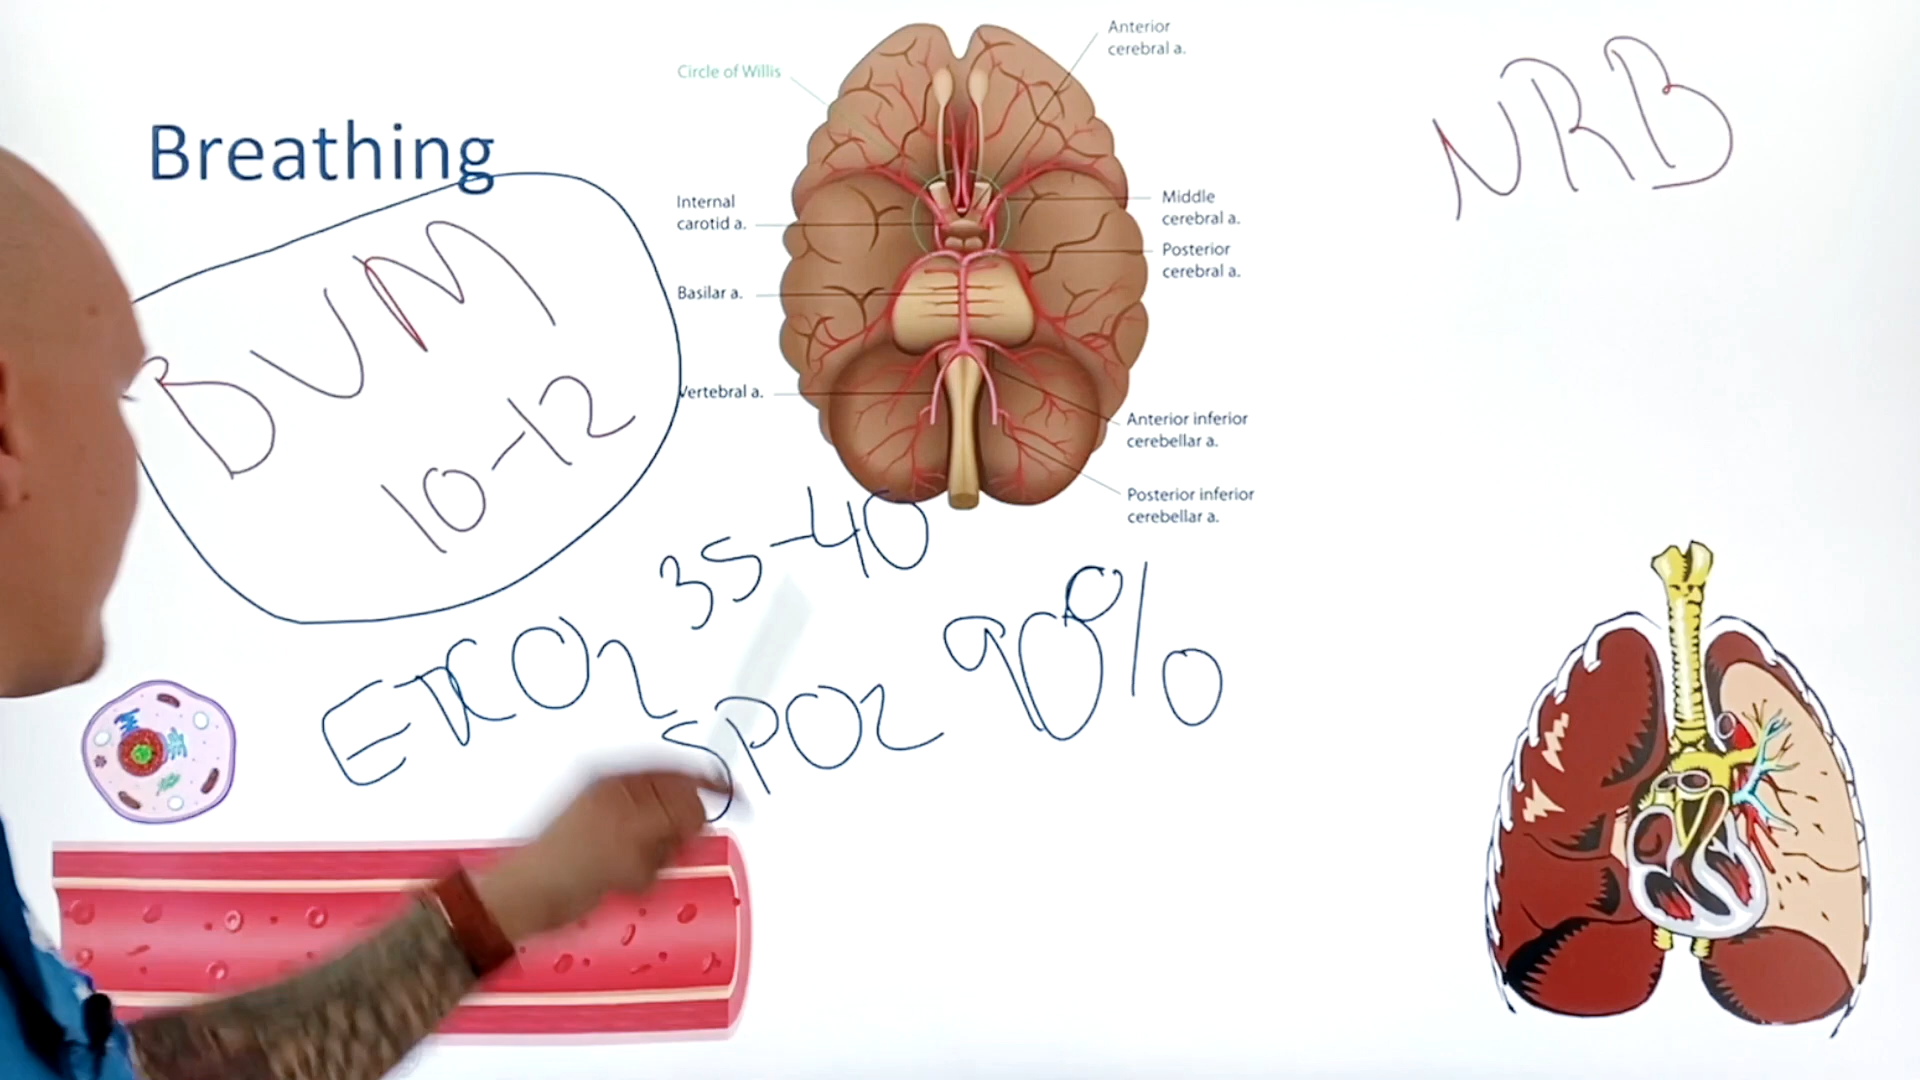 Breathing
BVM
10-12
NRB
Circle of Willis
Internal
carotid a.
Basilar a.
Vertebral a.
Anterior
cerebral a.
Middle
cerebral a.
Posterior
cerebral a.
Anterior inferior
cerebellar a.
Posterior inferior
cerebellar a.
35-40
ETCO2
SPO2 90%